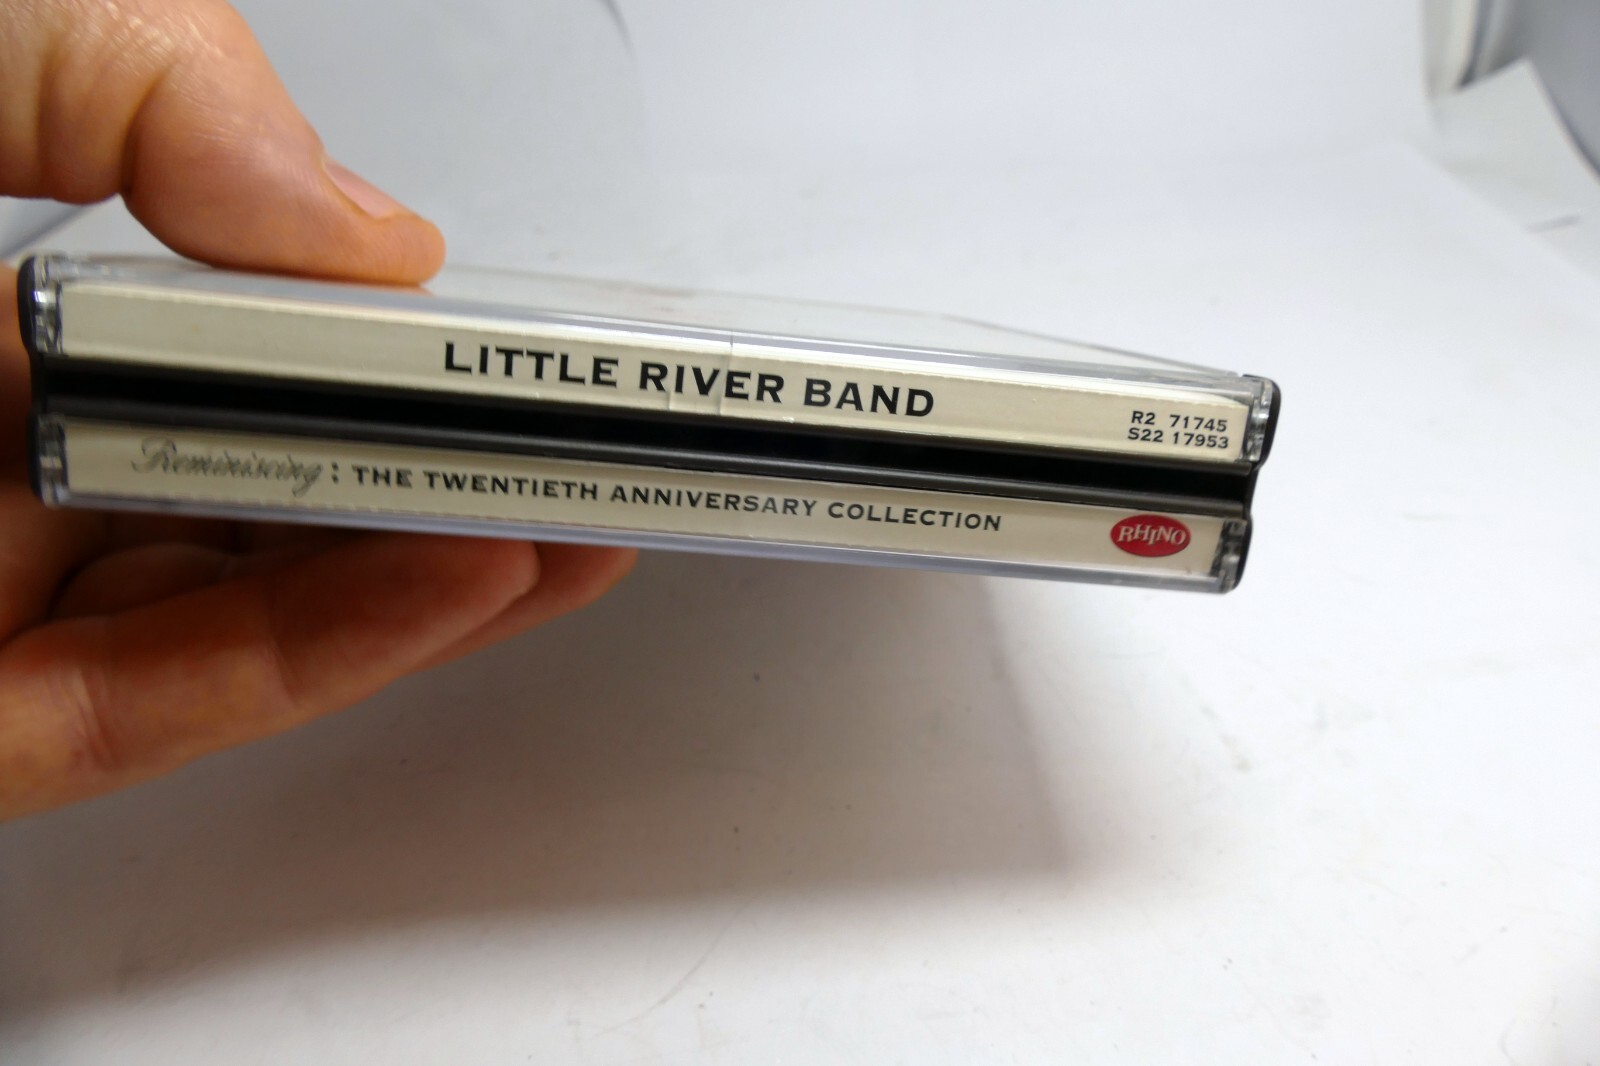 LITTLE RIVER BAND
R2 71745
S22 17953
Reminiscing: THE TWENTIETH ANNIVERSARY COLLECTION
RHINO